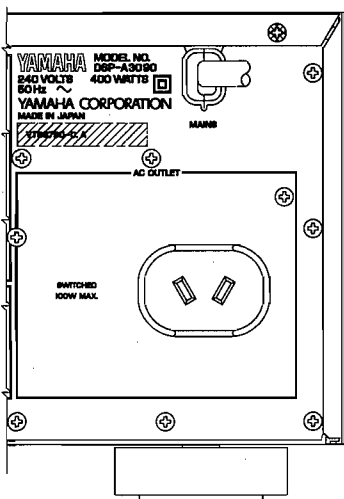 YAMAHA MODEL NO.
DSP-A3090
240 VOLTS 400 WATTS
50Hz ~
YAMAHA CORPORATION
MADE IN JAPAN
MAINS
AC OUTLET
SWITCHED
100W MAX.